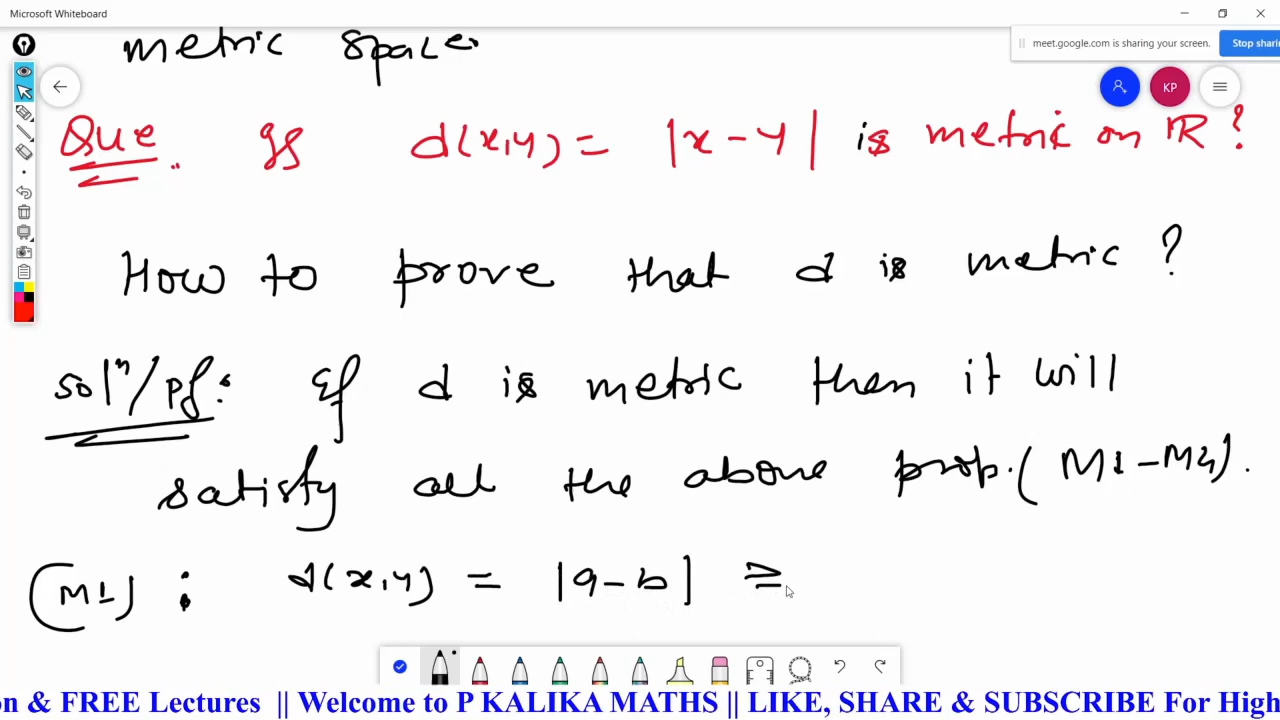 Microsoft Whiteboard
metric space
meet.google.com is sharing your screen.
Stop sharin
KP
Que .. Is d(x,y) = |x-y| is metric on ℝ?
How to prove that d is metric?
solⁿ/pf: If d is metric then it will
satisfy all the above prop. (M1-M4).
(M1) : d(x,y) = |a-b| ≥
on & FREE Lectures || Welcome to P KALIKA MATHS || LIKE, SHARE & SUBSCRIBE For High